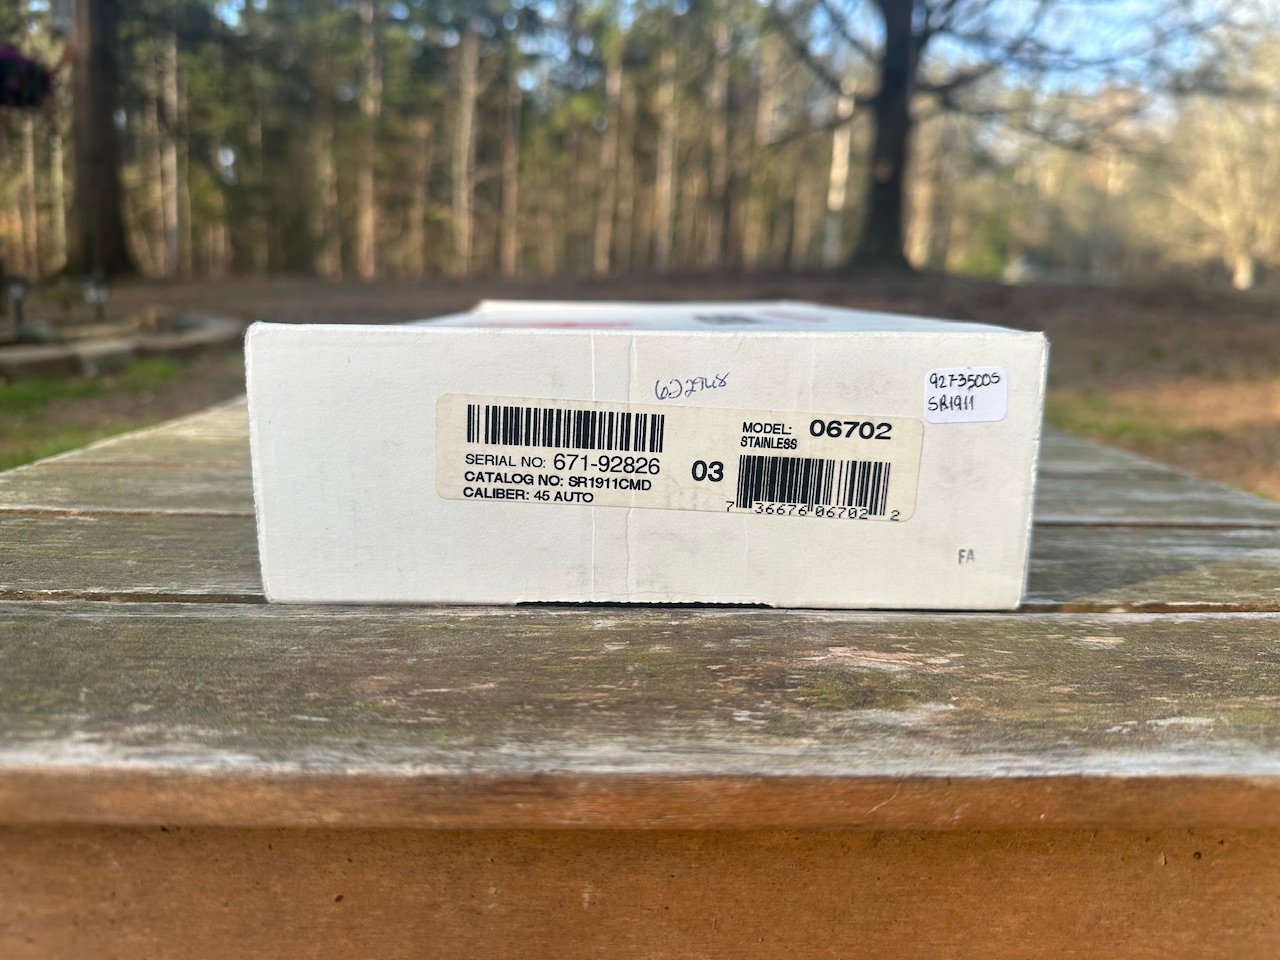 92735005
SR1911
MODEL: 06702
STAINLESS
SERIAL NO: 671-92826
CATALOG NO: SR1911CMD
CALIBER: 45 AUTO
03
7 36676 06702 2
FA